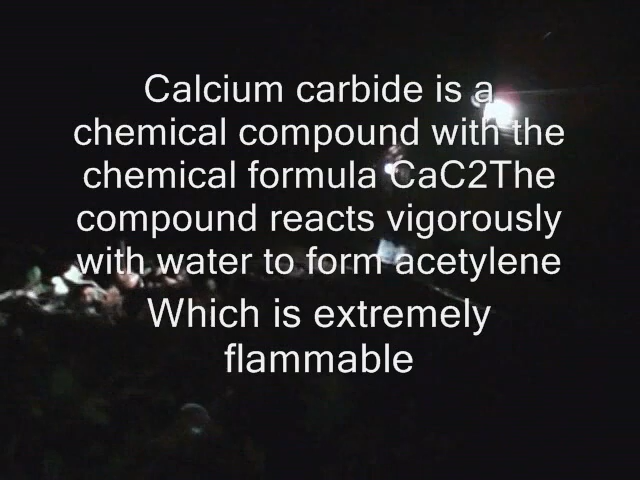 Calcium carbide is a
chemical compound with the
chemical formula CaC2The
compound reacts vigorously
with water to form acetylene
Which is extremely
flammable